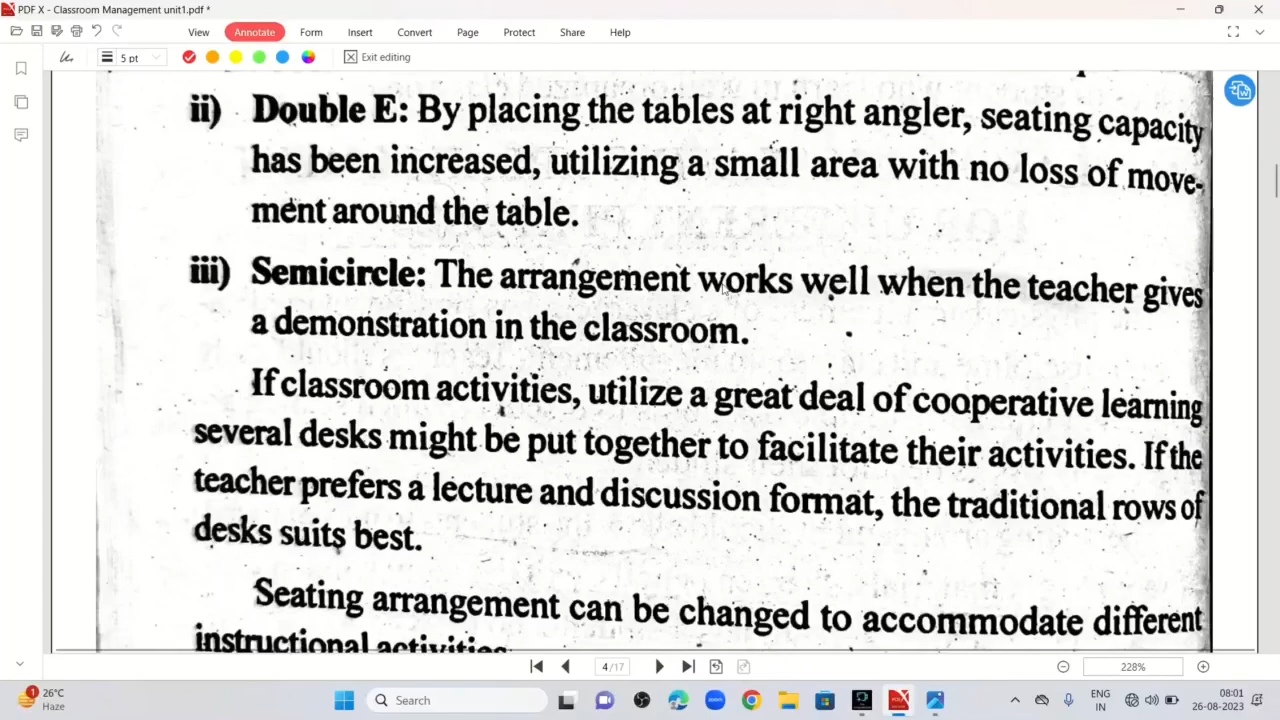 PDF X - Classroom Management unit1.pdf *
View Annotate Form Insert Convert Page Protect Share Help
5 pt Exit editing
ii) Double E: By placing the tables at right angler, seating capacity
has been increased, utilizing a small area with no loss of move-
ment around the table.
iii) Semicircle: The arrangement works well when the teacher gives
a demonstration in the classroom.
If classroom activities, utilize a great deal of cooperative learning
several desks might be put together to facilitate their activities. If the
teacher prefers a lecture and discussion format, the traditional rows of
desks suits best.
Seating arrangement can be changed to accommodate different
instructional activities
4/17 228%
1 26°C
Haze
Search
ENG
IN
08:01
26-08-2023